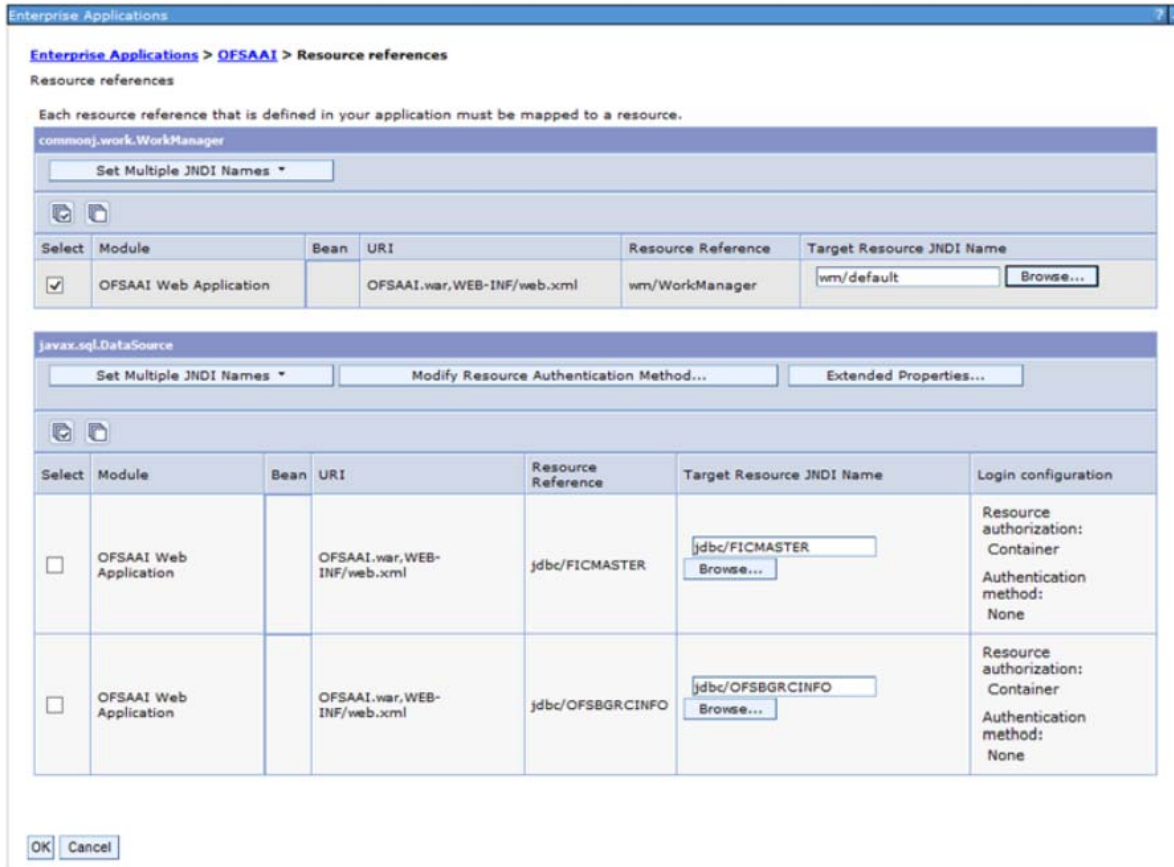 Enterprise Applications ?
Enterprise Applications > OFSAAI > Resource references
Resource references
Each resource reference that is defined in your application must be mapped to a resource.
commonj.work.WorkManager
Set Multiple JNDI Names
Select Module Bean URI Resource Reference Target Resource JNDI Name
OFSAAI Web Application OFSAAI.war,WEB-INF/web.xml wm/WorkManager wm/default Browse...
javax.sql.DataSource
Set Multiple JNDI Names Modify Resource Authentication Method... Extended Properties...
Select Module Bean URI Resource Reference Target Resource JNDI Name Login configuration
OFSAAI Web
Application
OFSAAI.war,WEB-
INF/web.xml
jdbc/FICMASTER
jdbc/FICMASTER
Browse...
Resource
authorization:
Container
Authentication
method:
None
OFSAAI Web
Application
OFSAAI.war,WEB-
INF/web.xml
jdbc/OFSBGRCINFO
jdbc/OFSBGRCINFO
Browse...
Resource
authorization:
Container
Authentication
method:
None
OK Cancel